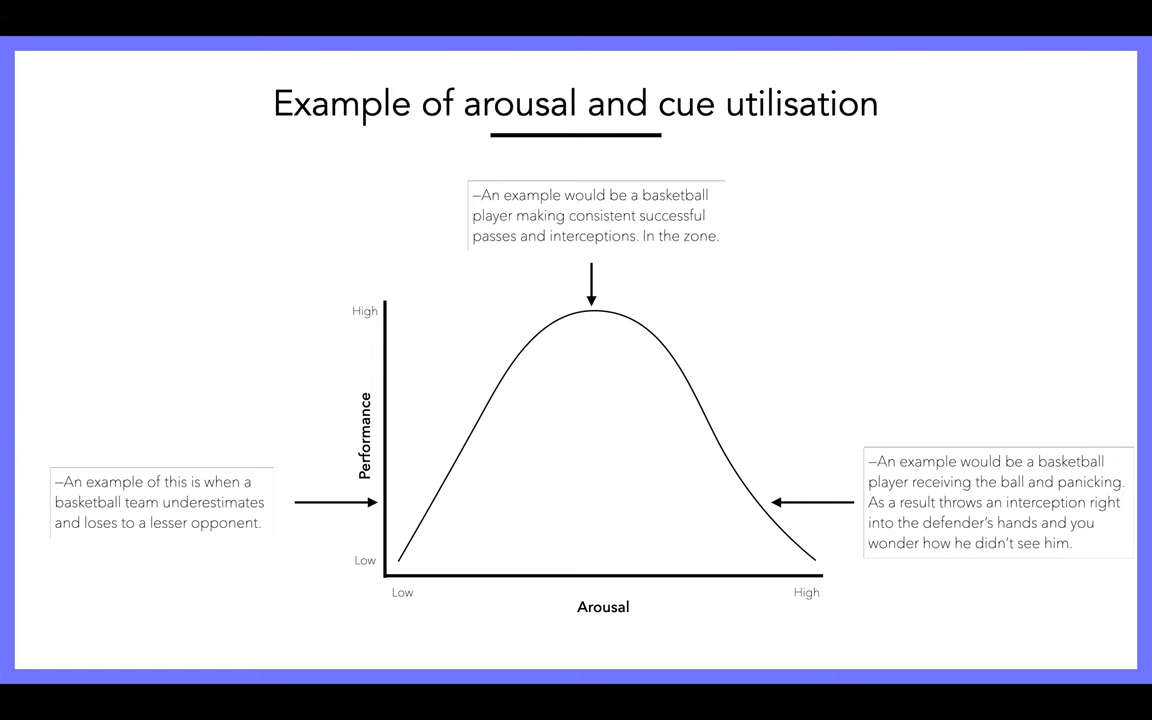 Example of arousal and cue utilisation
–An example would be a basketball
player making consistent successful
passes and interceptions. In the zone.
High
Performance
–An example of this is when a
basketball team underestimates
and loses to a lesser opponent.
–An example would be a basketball
player receiving the ball and panicking.
As a result throws an interception right
into the defender's hands and you
wonder how he didn't see him.
Low
Low
High
Arousal